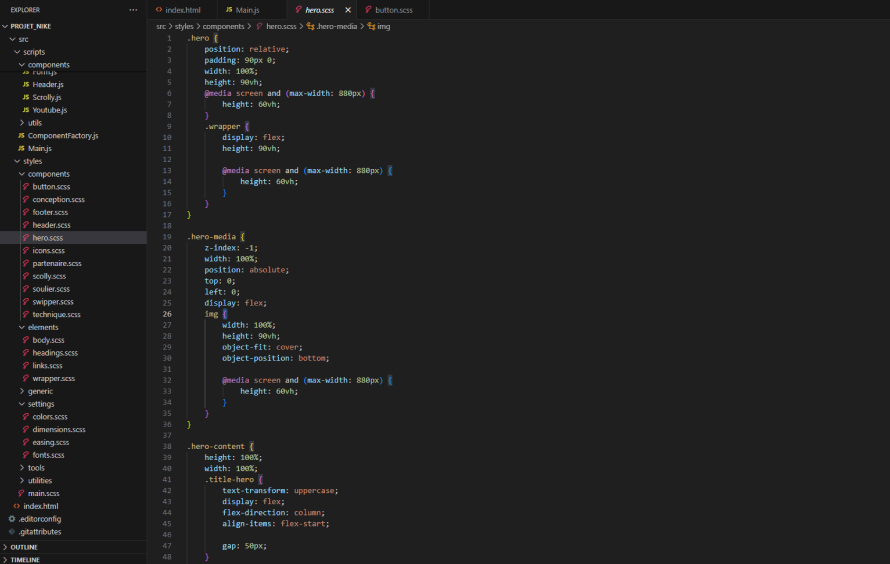 EXPLORER
PROJET_NIKE
src
scripts
components
Form.js
Header.js
Scrolly.js
Youtube.js
utils
ComponentFactory.js
Main.js
styles
components
button.scss
conception.scss
footer.scss
header.scss
hero.scss
icons.scss
partenaire.scss
scolly.scss
soulier.scss
swipper.scss
technique.scss
elements
body.scss
headings.scss
links.scss
wrapper.scss
generic
settings
colors.scss
dimensions.scss
easing.scss
fonts.scss
tools
utilities
main.scss
index.html
.editorconfig
.gitattributes
OUTLINE
TIMELINE
index.html Main.js hero.scss button.scss
src > styles > components > hero.scss > .hero-media > img
1 .hero {
2 position: relative;
3 padding: 90px 0;
4 width: 100%;
5 height: 90vh;
6 @media screen and (max-width: 880px) {
7 height: 60vh;
8 }
9 .wrapper {
10 display: flex;
11 height: 90vh;
12
13 @media screen and (max-width: 880px) {
14 height: 60vh;
15 }
16 }
17 }
18
19 .hero-media {
20 z-index: -1;
21 width: 100%;
22 position: absolute;
23 top: 0;
24 left: 0;
25 display: flex;
26 img {
27 width: 100%;
28 height: 90vh;
29 object-fit: cover;
30 object-position: bottom;
31
32 @media screen and (max-width: 880px) {
33 height: 60vh;
34 }
35 }
36 }
37
38 .hero-content {
39 height: 100%;
40 width: 100%;
41 .title-hero {
42 text-transform: uppercase;
43 display: flex;
44 flex-direction: column;
45 align-items: flex-start;
46
47 gap: 50px;
48 }